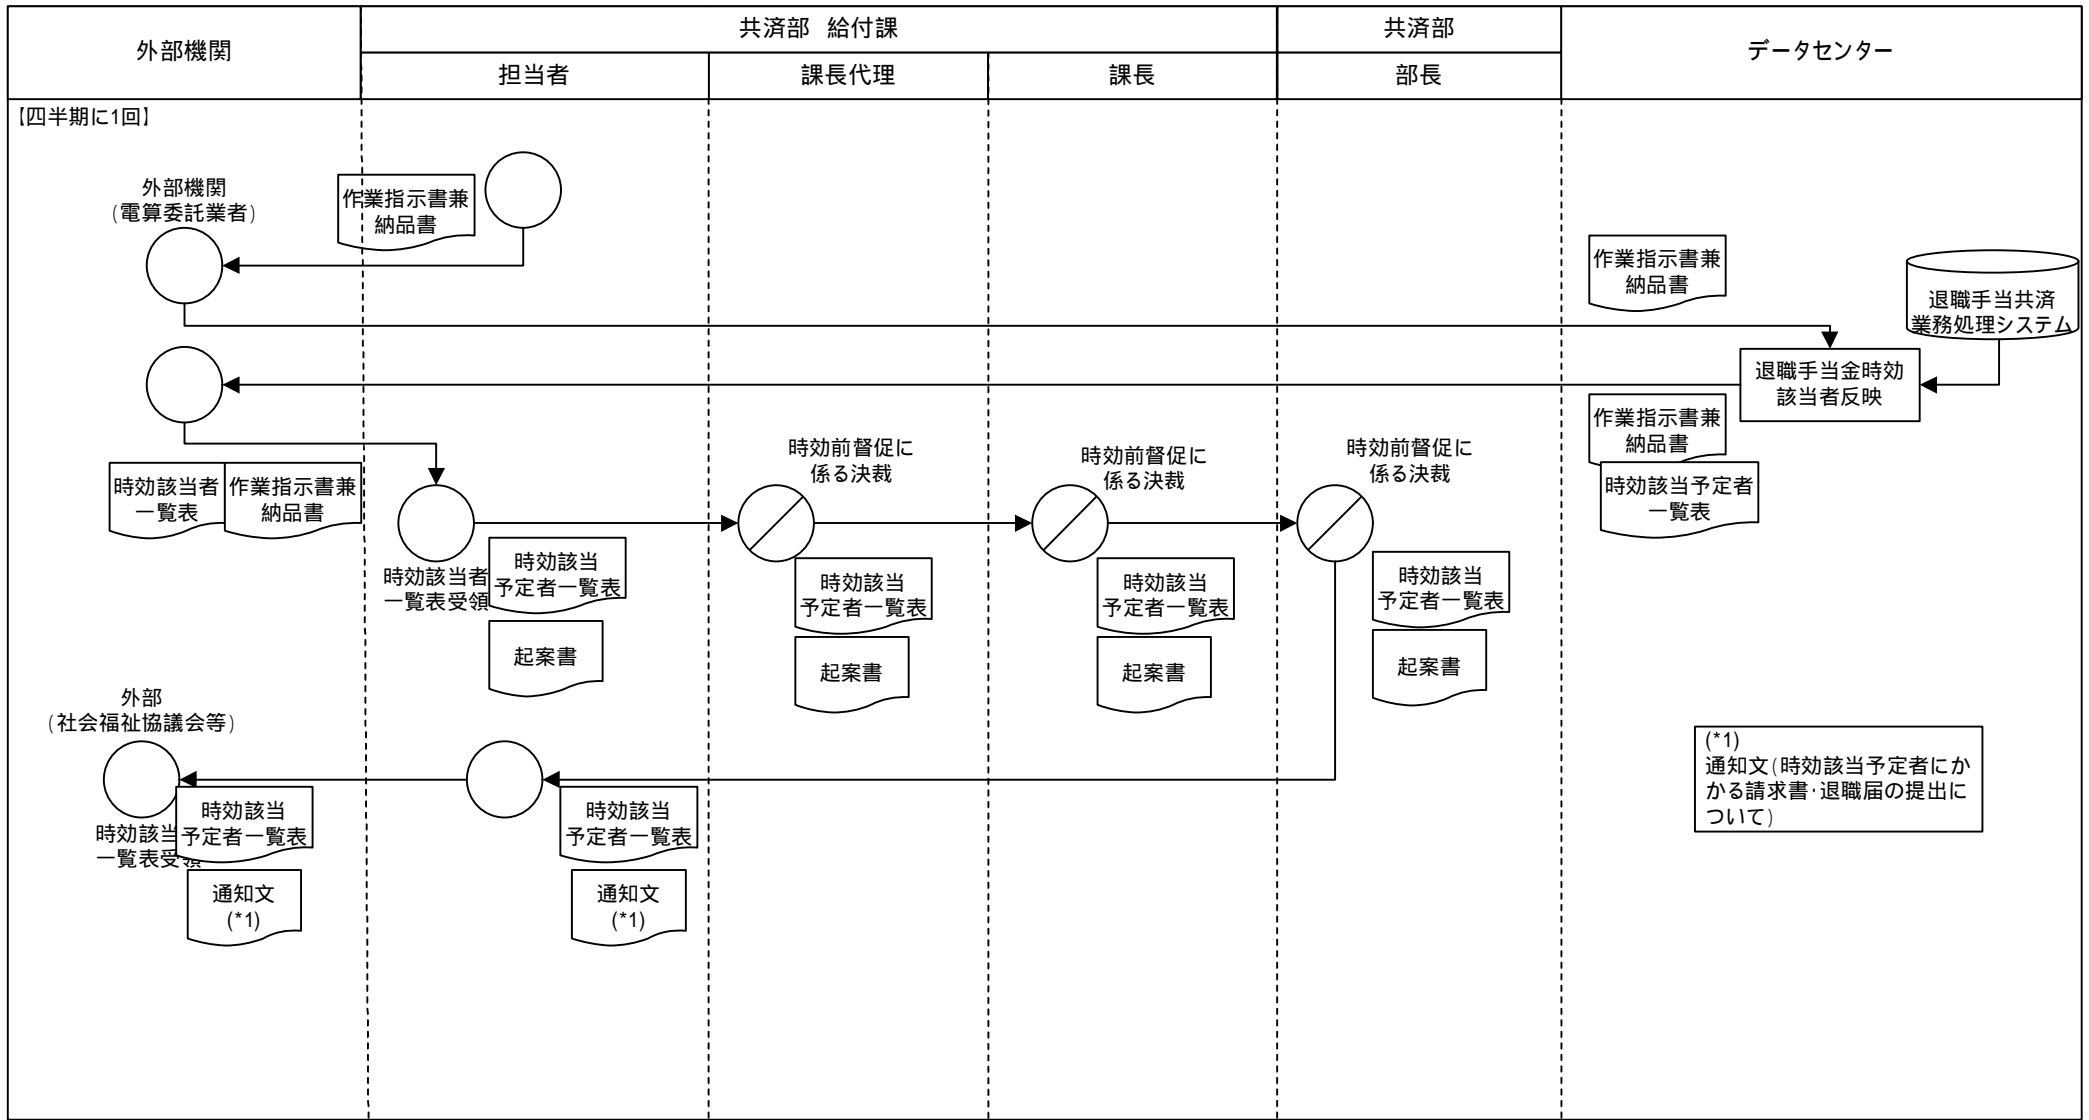 外部機関
共済部 給付課
共済部
データセンター
担当者
課長代理
課長
部長
【四半期に1回】
外部機関
(電算委託業者)
作業指示書兼
納品書
作業指示書兼
納品書
退職手当共済
業務処理システム
退職手当金時効
該当者反映
作業指示書兼
納品書
時効該当予定者
一覧表
時効該当者
一覧表
作業指示書兼
納品書
時効該当者
一覧表受領
時効該当
予定者一覧表
起案書
時効前督促に
係る決裁
時効該当
予定者一覧表
起案書
時効前督促に
係る決裁
時効該当
予定者一覧表
起案書
時効前督促に
係る決裁
時効該当
予定者一覧表
起案書
外部
(社会福祉協議会等)
時効該当
一覧表受領
時効該当
予定者一覧表
通知文
(*1)
時効該当
予定者一覧表
通知文
(*1)
(*1)
通知文(時効該当予定者にか
かる請求書・退職届の提出に
ついて)